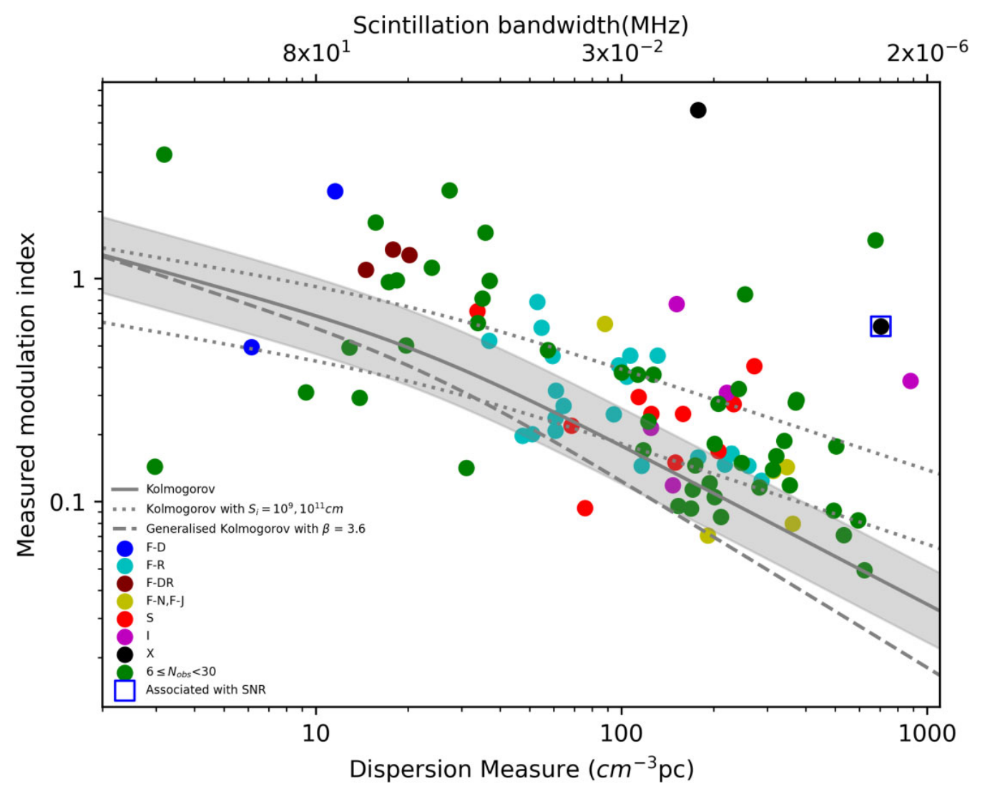 Scintillation bandwidth(MHz)
8x10¹ 3x10⁻² 2x10⁻⁶
Measured modulation index
1
0.1
Kolmogorov
Kolmogorov with Sᵢ = 10⁹, 10¹¹cm
Generalised Kolmogorov with β = 3.6
F-D
F-R
F-DR
F-N,F-J
S
I
X
6 ≤ N_obs<30
Associated with SNR
10 100 1000
Dispersion Measure (cm⁻³pc)